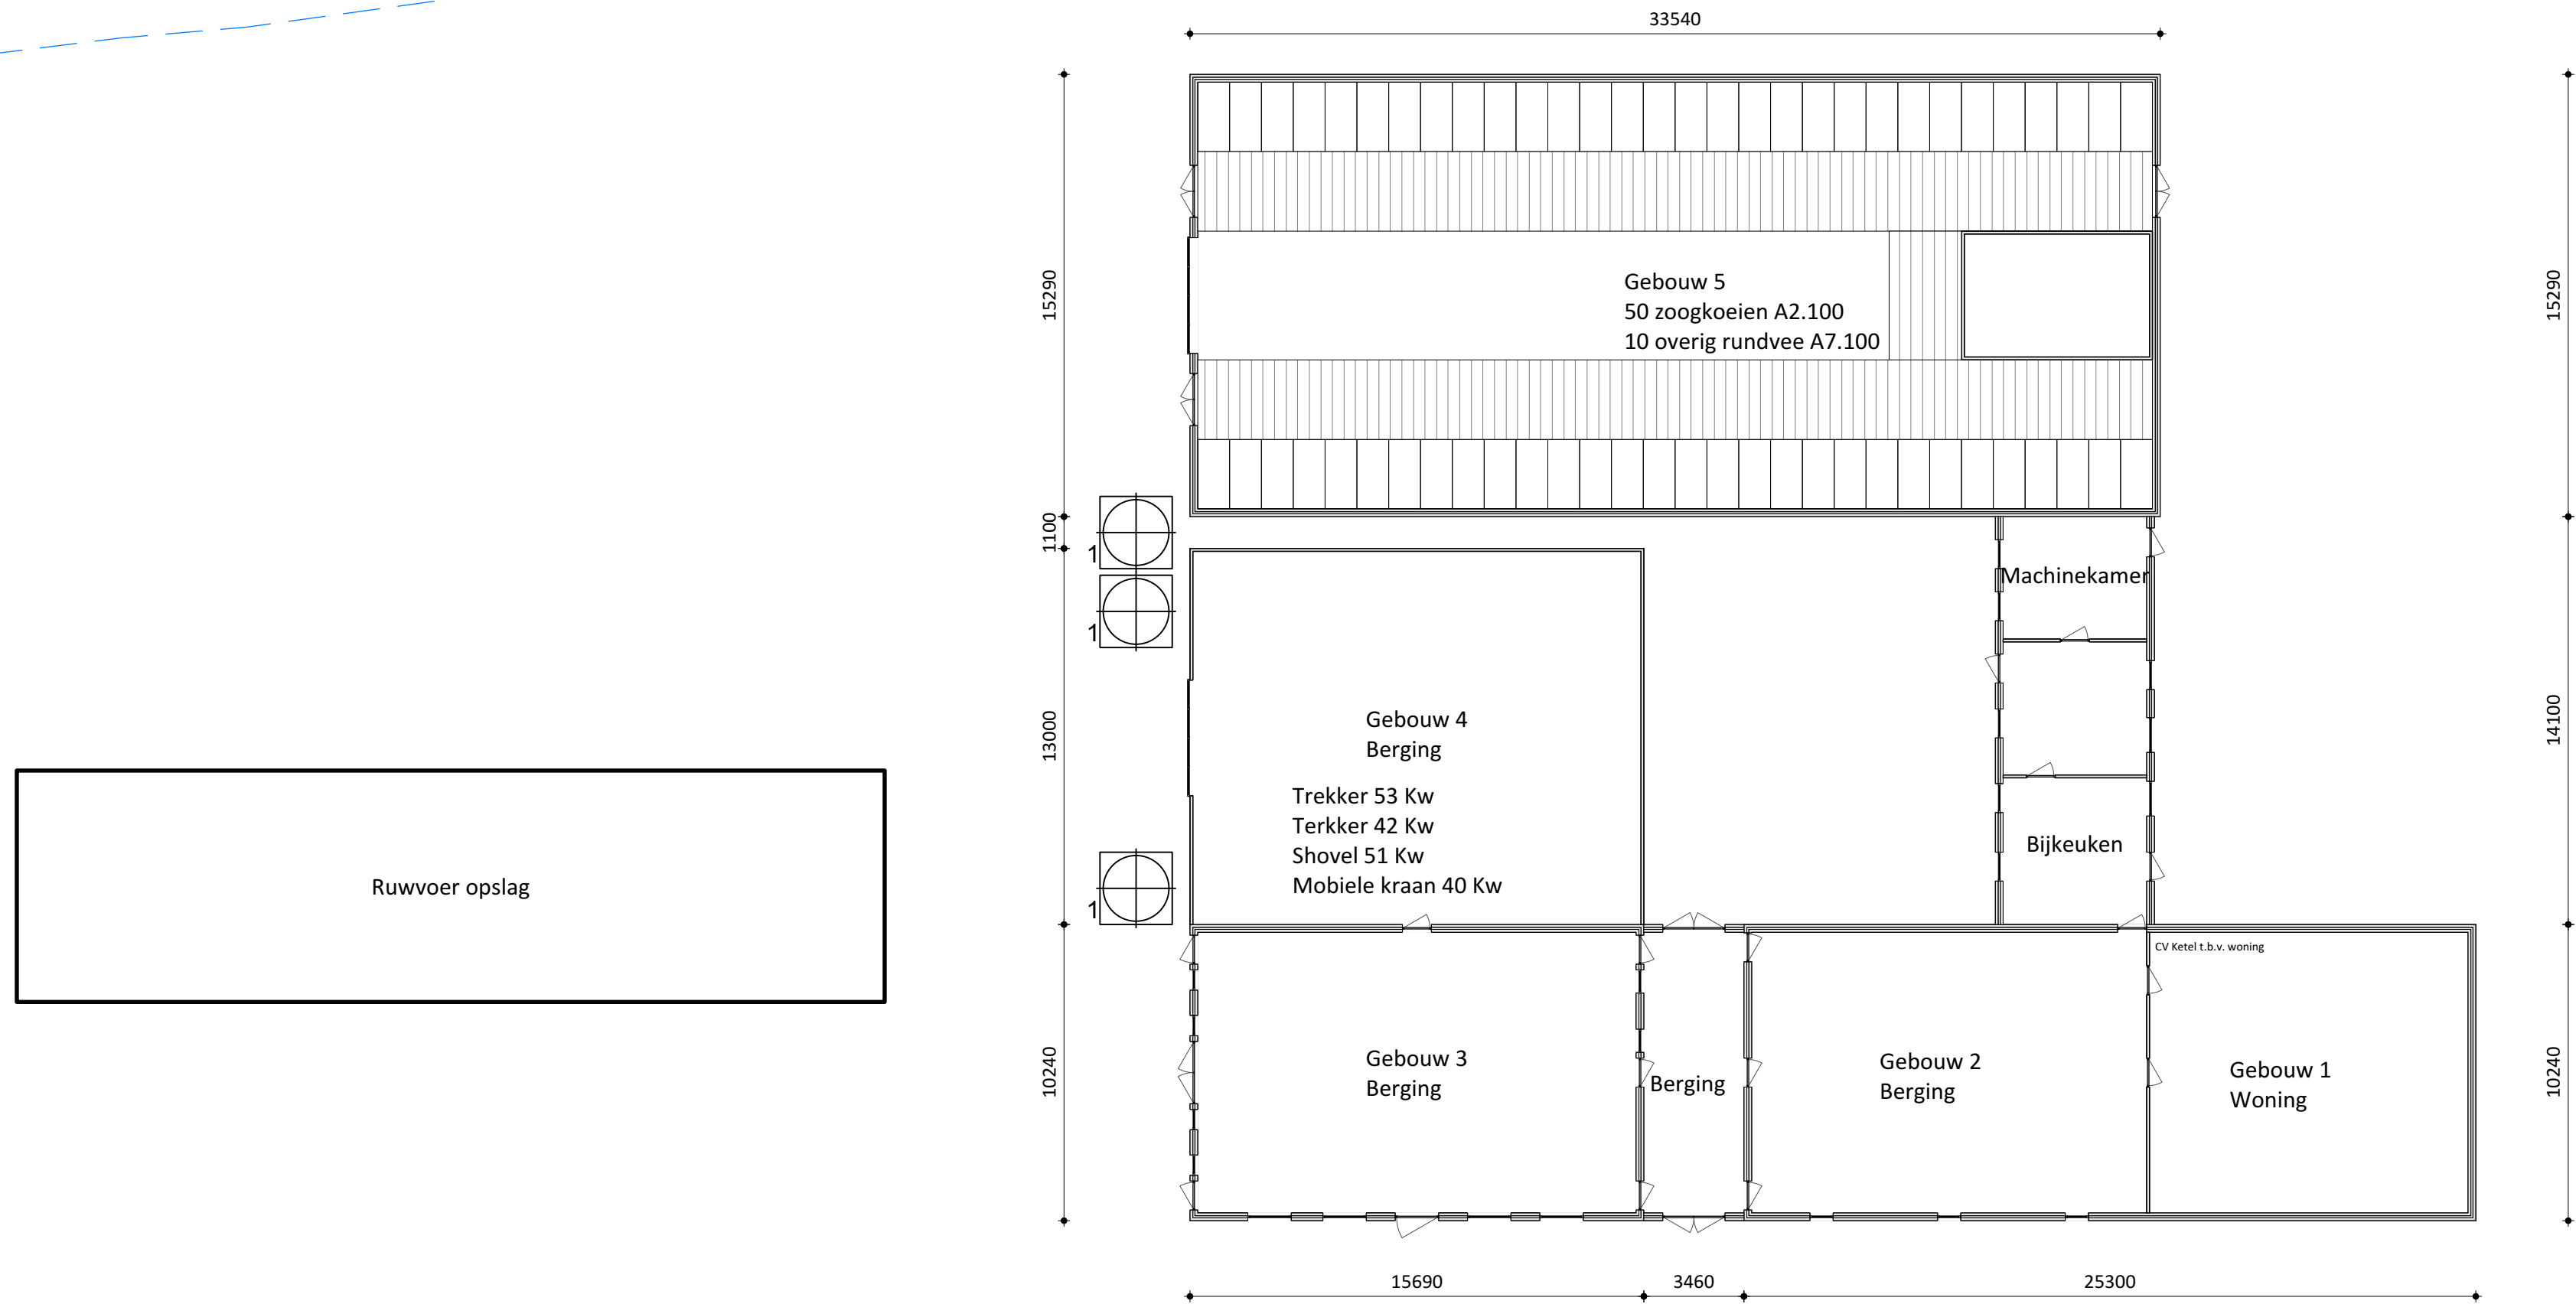 33540
15290
15290
Gebouw 5
50 zoogkoeien A2.100
10 overig rundvee A7.100
1100
1
1
Machinekamer
13000
14100
Gebouw 4
Berging
Trekker 53 Kw
Terkker 42 Kw
Shovel 51 Kw
Mobiele kraan 40 Kw
Bijkeuken
Ruwvoer opslag
1
CV Ketel t.b.v. woning
10240
10240
Gebouw 3
Berging
Berging
Gebouw 2
Berging
Gebouw 1
Woning
15690
3460
25300